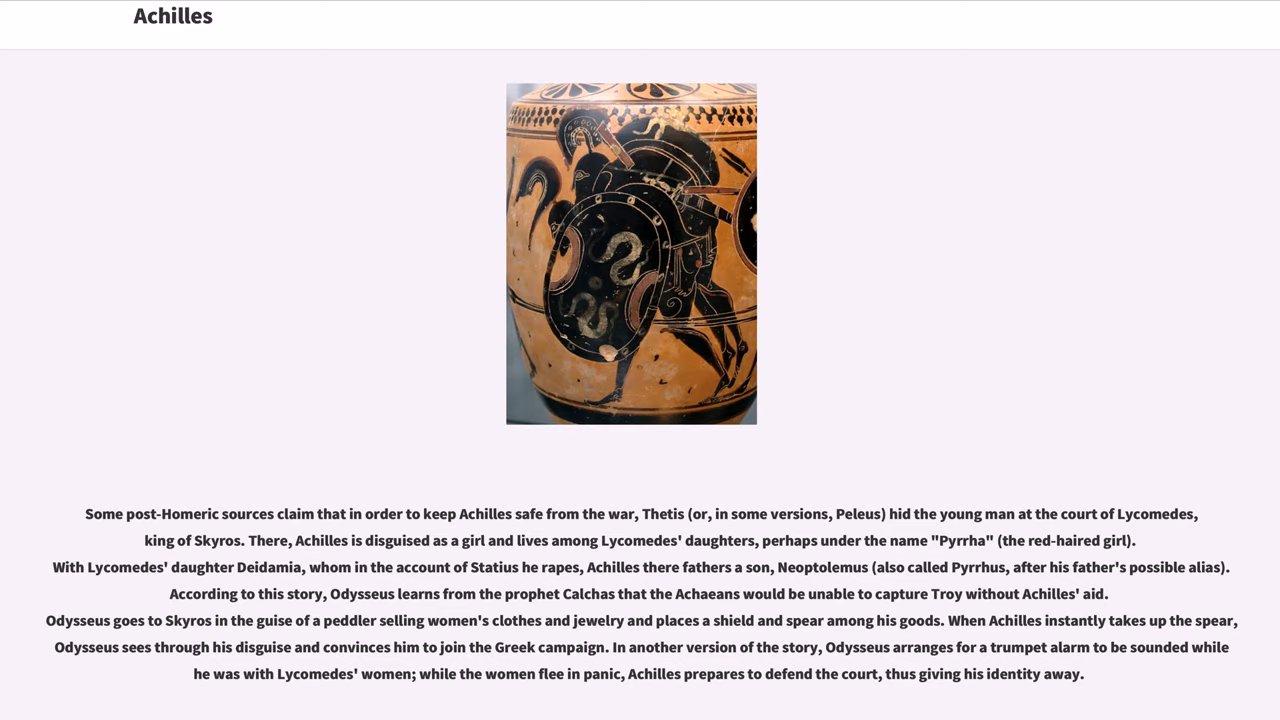 Achilles
Some post-Homeric sources claim that in order to keep Achilles safe from the war, Thetis (or, in some versions, Peleus) hid the young man at the court of Lycomedes,
king of Skyros. There, Achilles is disguised as a girl and lives among Lycomedes' daughters, perhaps under the name "Pyrrha" (the red-haired girl).
With Lycomedes' daughter Deidamia, whom in the account of Statius he rapes, Achilles there fathers a son, Neoptolemus (also called Pyrrhus, after his father's possible alias).
According to this story, Odysseus learns from the prophet Calchas that the Achaeans would be unable to capture Troy without Achilles' aid.
Odysseus goes to Skyros in the guise of a peddler selling women's clothes and jewelry and places a shield and spear among his goods. When Achilles instantly takes up the spear,
Odysseus sees through his disguise and convinces him to join the Greek campaign. In another version of the story, Odysseus arranges for a trumpet alarm to be sounded while
he was with Lycomedes' women; while the women flee in panic, Achilles prepares to defend the court, thus giving his identity away.